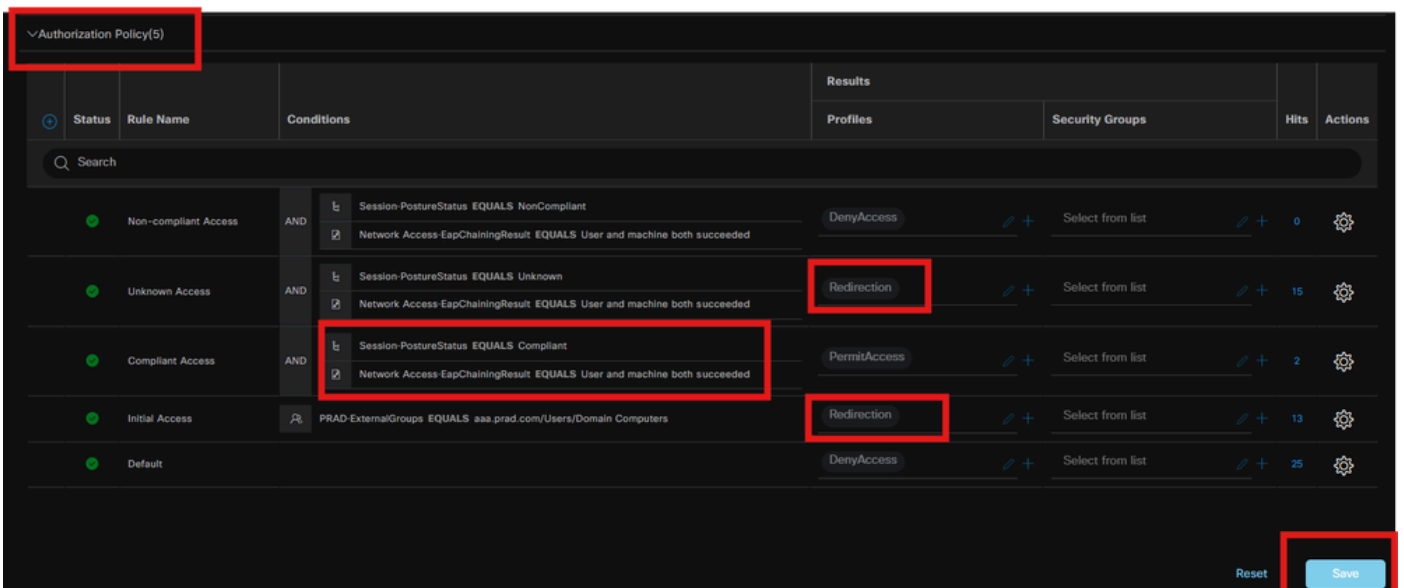 Authorization Policy(5)
Results
Status Rule Name Conditions Profiles Security Groups Hits Actions
Search
Session·PostureStatus EQUALS NonCompliant
Non-compliant Access AND DenyAccess Select from list 0
Network Access·EapChainingResult EQUALS User and machine both succeeded
Session·PostureStatus EQUALS Unknown
Unknown Access AND Redirection Select from list 15
Network Access·EapChainingResult EQUALS User and machine both succeeded
Session·PostureStatus EQUALS Compliant
Compliant Access AND PermitAccess Select from list 2
Network Access·EapChainingResult EQUALS User and machine both succeeded
Initial Access PRAD·ExternalGroups EQUALS aaa.prad.com/Users/Domain Computers Redirection Select from list 13
Default DenyAccess Select from list 25
Reset Save